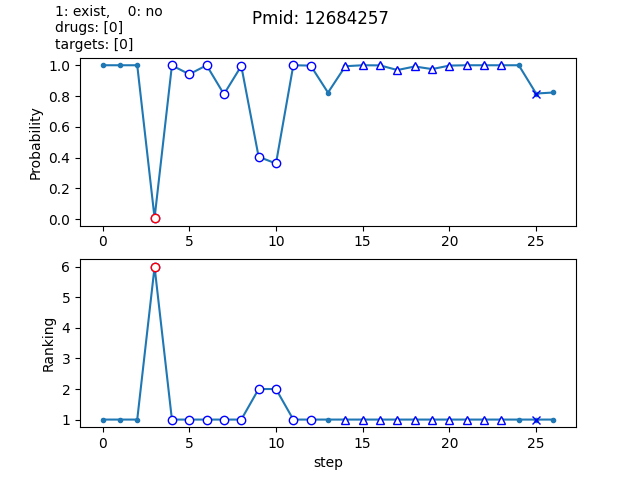 1: exist,    0: no
drugs: [0]
targets: [0]
Pmid: 12684257
Probability
1.0
0.8
0.6
0.4
0.2
0.0
0 5 10 15 20 25
Ranking
6
5
4
3
2
1
0 5 10 15 20 25
step